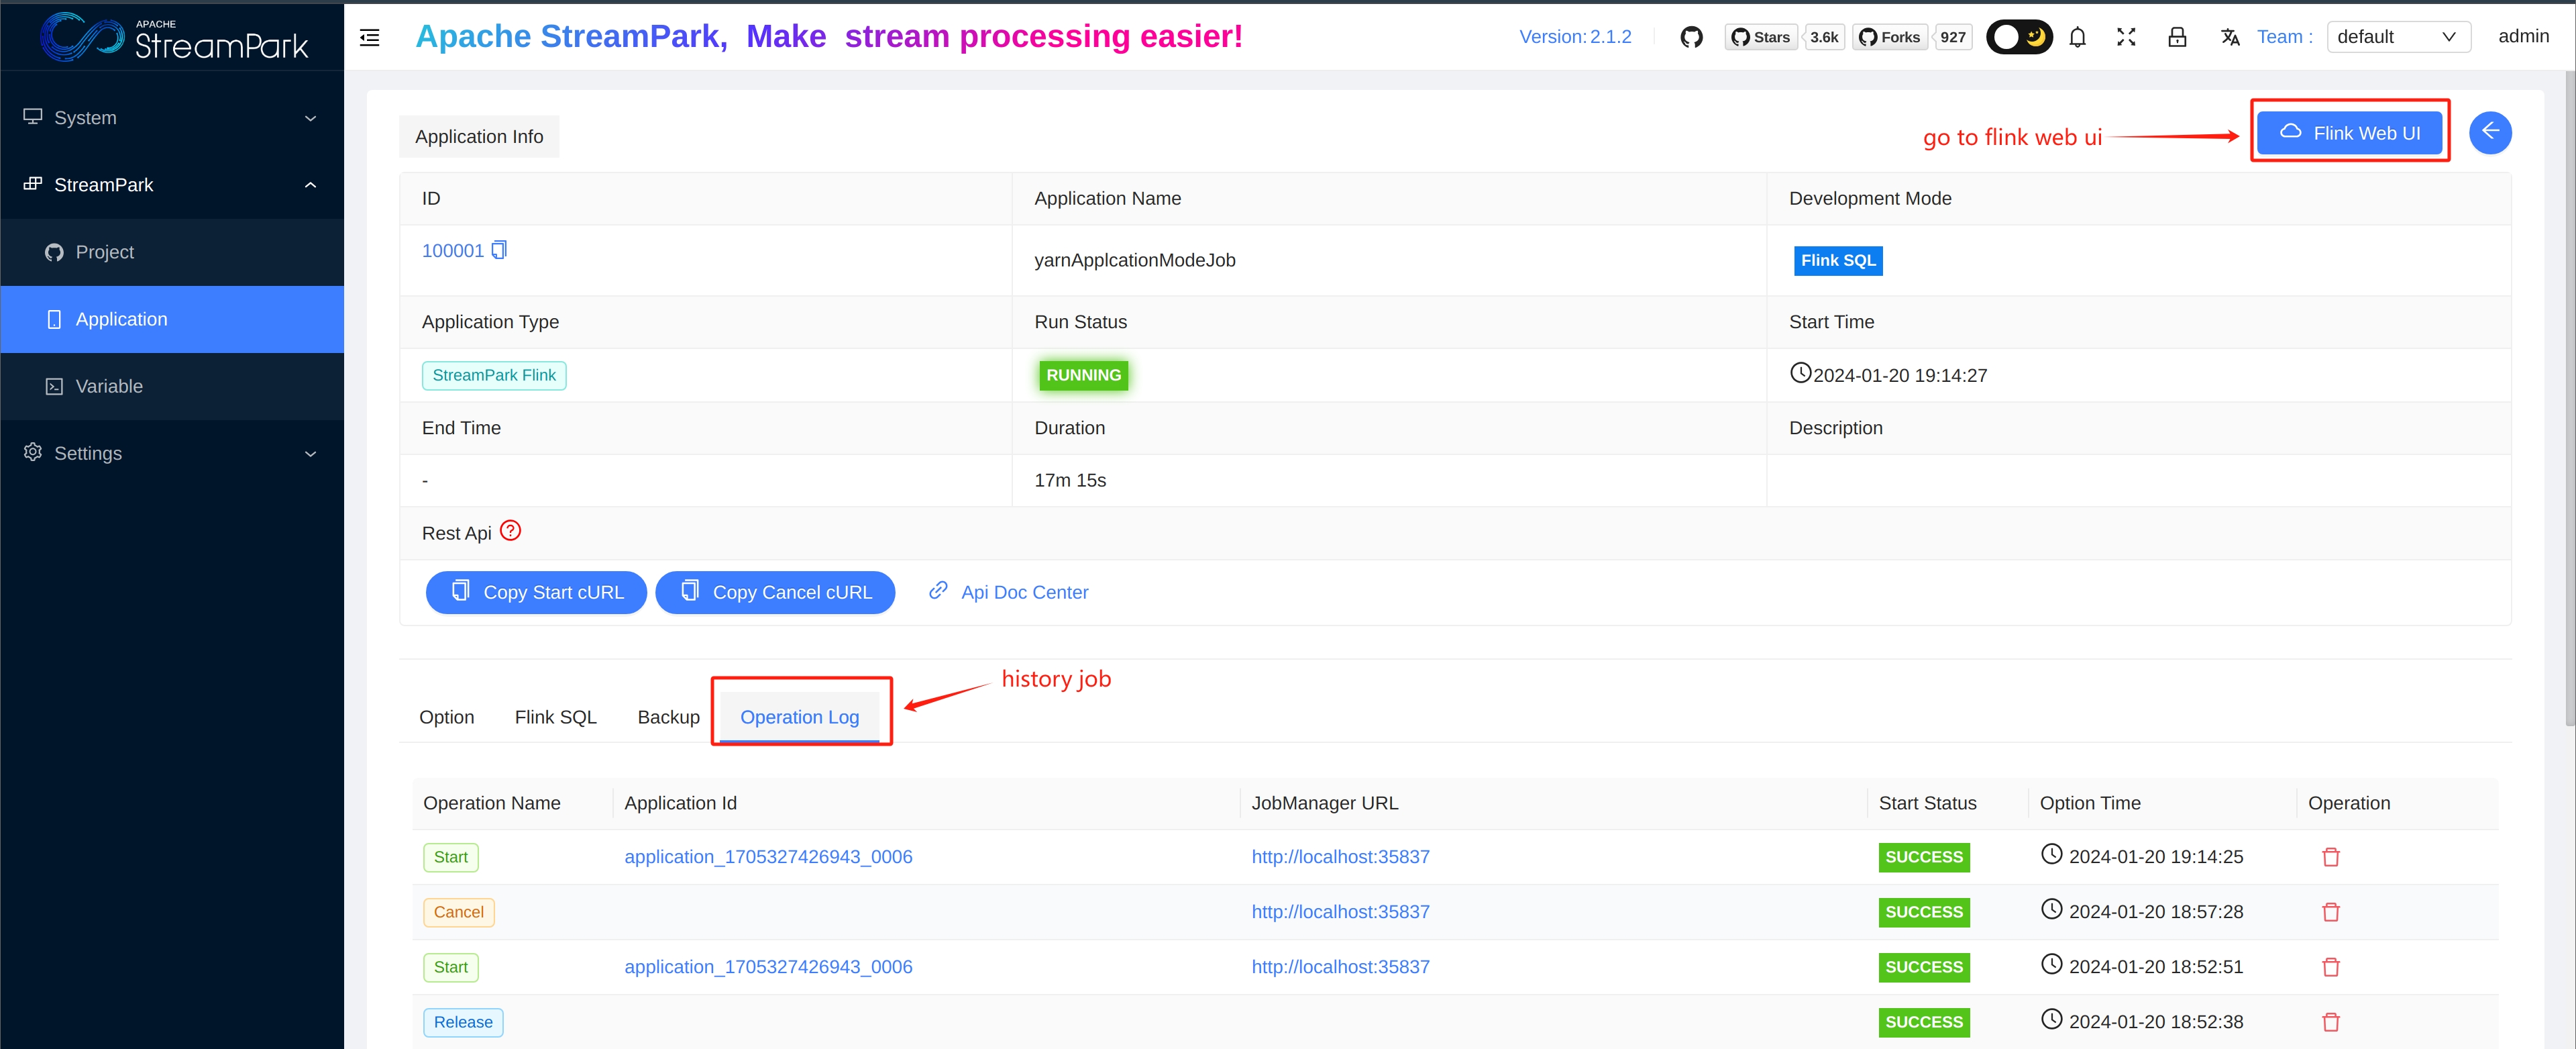 APACHE
StreamPark
Apache StreamPark, Make stream processing easier!
Version: 2.1.2
Stars 3.6k
Forks 927
Team :
default
admin
System
StreamPark
Project
Application
Variable
Settings
Application Info
go to flink web ui
Flink Web UI
ID
Application Name
Development Mode
100001
yarnApplcationModeJob
Flink SQL
Application Type
Run Status
Start Time
StreamPark Flink
RUNNING
2024-01-20 19:14:27
End Time
Duration
Description
-
17m 15s
Rest Api
Copy Start cURL
Copy Cancel cURL
Api Doc Center
history job
Option
Flink SQL
Backup
Operation Log
Operation Name
Application Id
JobManager URL
Start Status
Option Time
Operation
Start
application_1705327426943_0006
http://localhost:35837
SUCCESS
2024-01-20 19:14:25
Cancel
http://localhost:35837
SUCCESS
2024-01-20 18:57:28
Start
application_1705327426943_0006
http://localhost:35837
SUCCESS
2024-01-20 18:52:51
Release
SUCCESS
2024-01-20 18:52:38